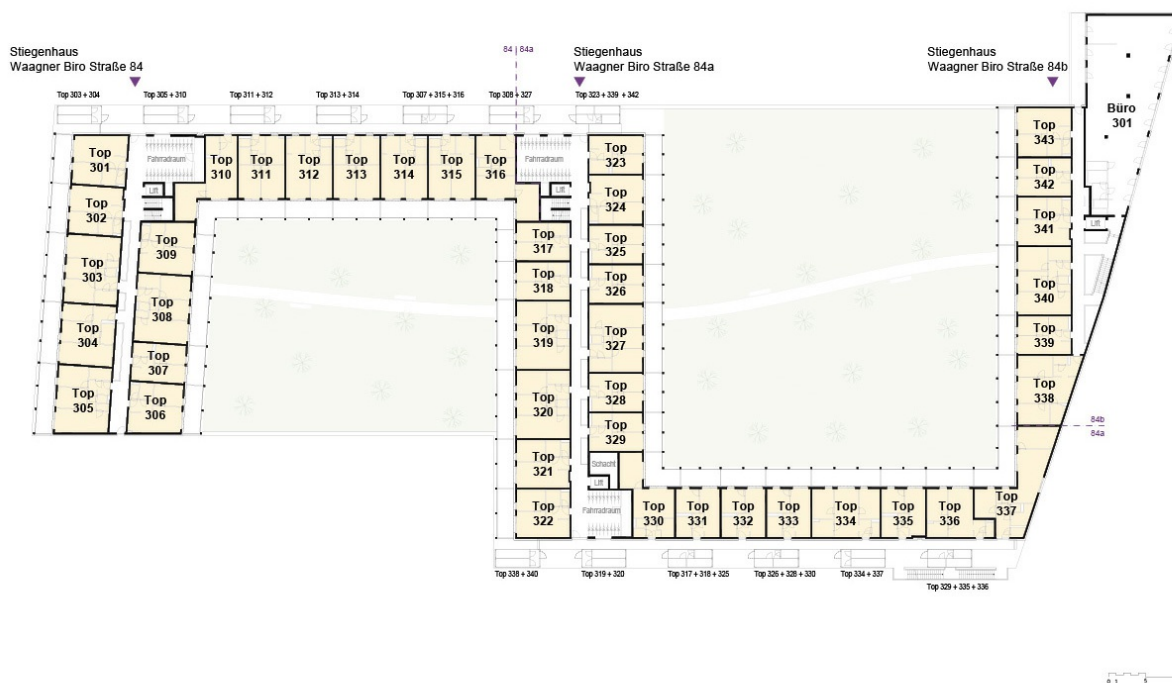 Stiegenhaus
Waagner Biro Straße 84
84 84a
Stiegenhaus
Waagner Biro Straße 84a
Stiegenhaus
Waagner Biro Straße 84b
Top 303 + 304
Top 305 + 310
Top 311 + 312
Top 313 + 314
Top 307 + 315 + 316
Top 308 + 327
Top 323 + 339 + 342
Büro
301
Top
301
Fahrradraum
Top
310
Top
311
Top
312
Top
313
Top
314
Top
315
Top
316
Fahrradraum
Top
323
Top
343
Lift
Lift
Top
342
Top
302
Top
324
Top
341
Lift
Top
309
Top
317
Top
325
Top
303
Top
318
Top
326
Top
340
Top
308
Top
319
Top
327
Top
304
Top
339
Top
307
Top
305
Top
306
Top
320
Top
328
Top
338
Top
329
84b
84a
Top
321
Schacht
Lift
Top
322
Fahrradraum
Top
330
Top
331
Top
332
Top
333
Top
334
Top
335
Top
336
Top
337
Top 338 + 340
Top 319 + 320
Top 317 + 318 + 325
Top 326 + 328 + 330
Top 334 + 337
Top 329 + 335 + 336
0 1 5